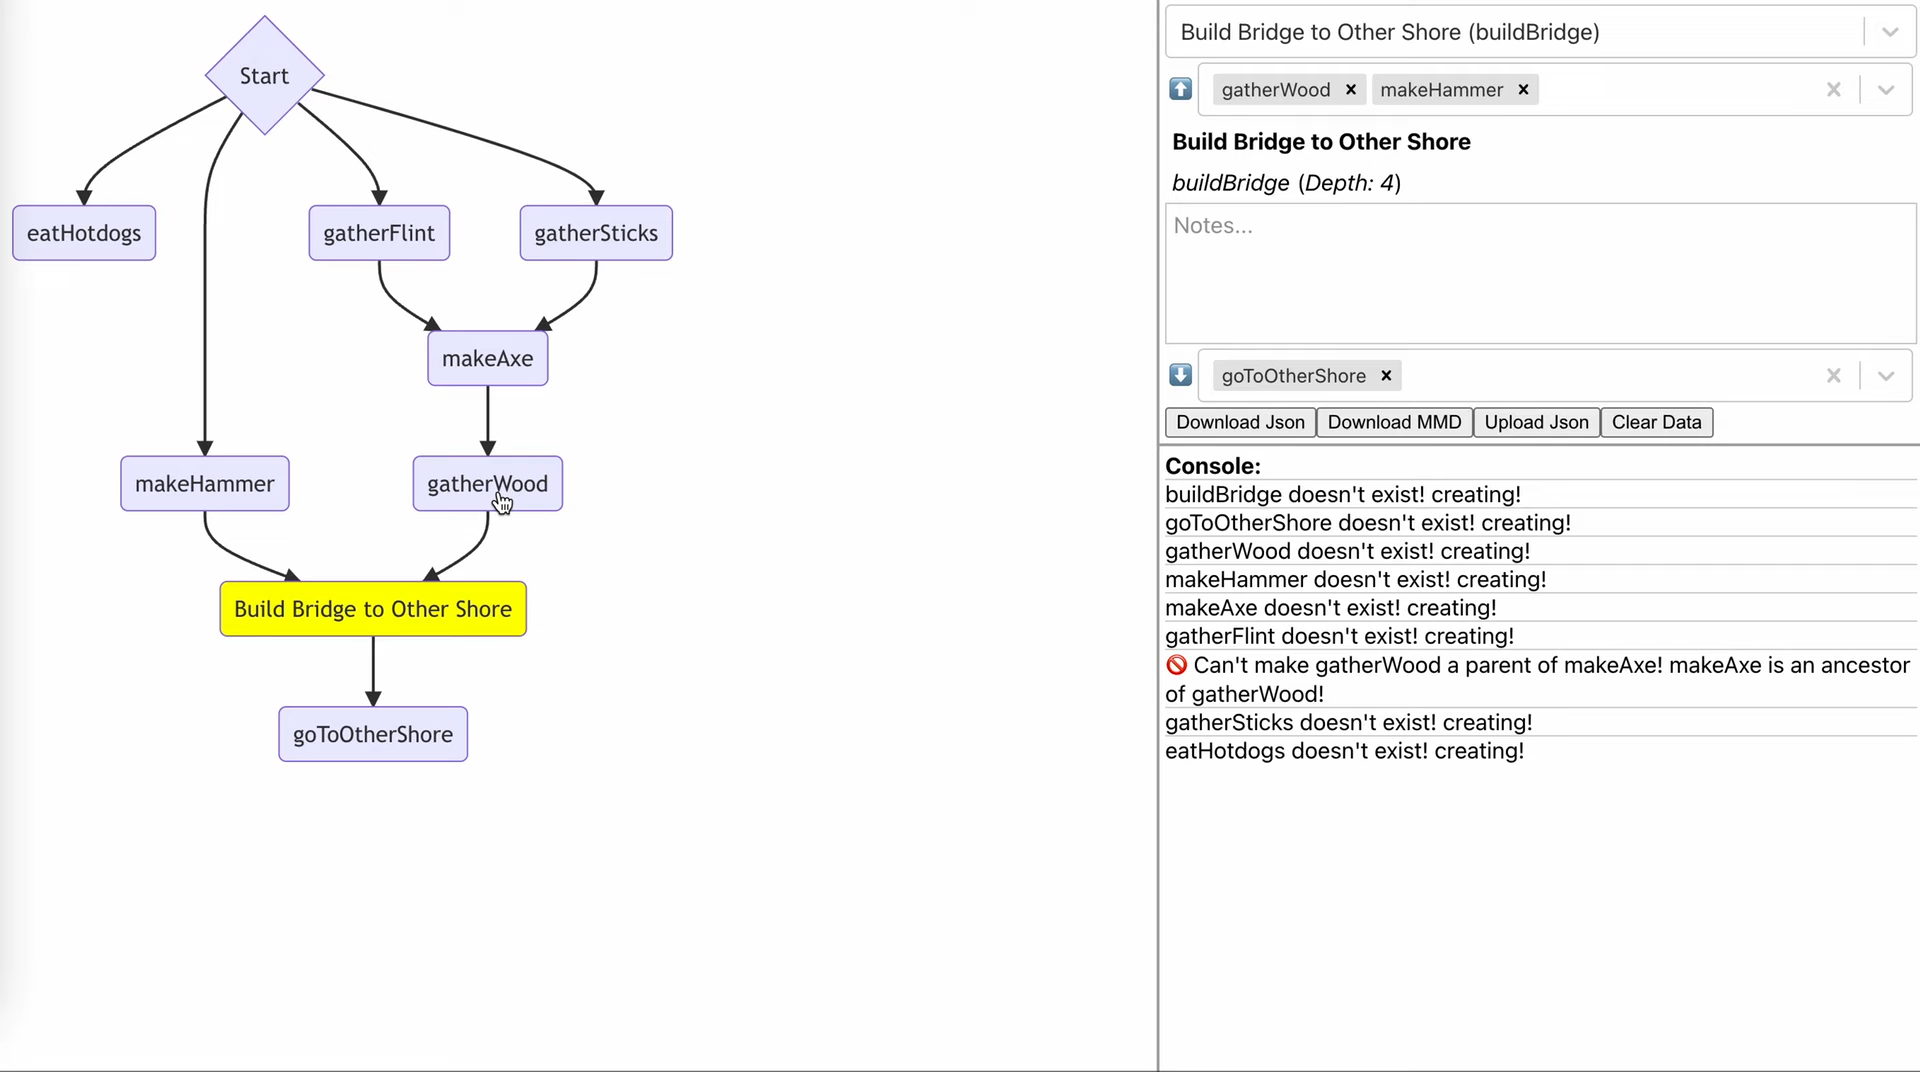 Start
eatHotdogs
gatherFlint
gatherSticks
makeAxe
makeHammer
gatherWood
Build Bridge to Other Shore
goToOtherShore
Build Bridge to Other Shore (buildBridge)
gatherWood × makeHammer ×
Build Bridge to Other Shore
buildBridge (Depth: 4)
Notes...
goToOtherShore ×
Download Json Download MMD Upload Json Clear Data
Console:
buildBridge doesn't exist! creating!
goToOtherShore doesn't exist! creating!
gatherWood doesn't exist! creating!
makeHammer doesn't exist! creating!
makeAxe doesn't exist! creating!
gatherFlint doesn't exist! creating!
🚫 Can't make gatherWood a parent of makeAxe! makeAxe is an ancestor
of gatherWood!
gatherSticks doesn't exist! creating!
eatHotdogs doesn't exist! creating!